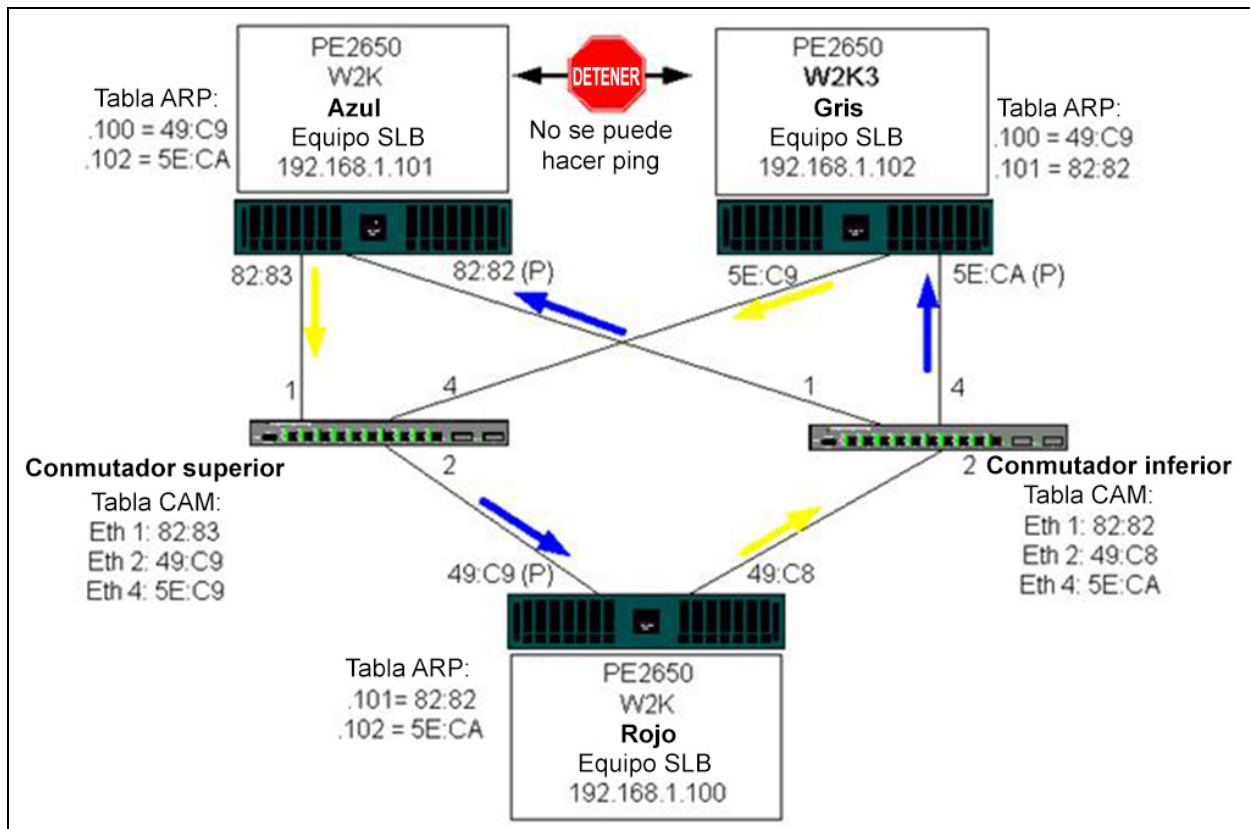 PE2650
W2K
Azul
Equipo SLB
192.168.1.101
Tabla ARP:
.100 = 49:C9
.102 = 5E:CA
DETENER
No se puede
hacer ping
PE2650
W2K3
Gris
Equipo SLB
192.168.1.102
Tabla ARP:
.100 = 49:C9
.101 = 82:82
82:83
82:82 (P)
5E:C9
5E:CA (P)
1
4
1
4
2
2
Conmutador superior
Tabla CAM:
Eth 1: 82:83
Eth 2: 49:C9
Eth 4: 5E:C9
Conmutador inferior
Tabla CAM:
Eth 1: 82:82
Eth 2: 49:C8
Eth 4: 5E:CA
49:C9 (P)
49:C8
Tabla ARP:
.101= 82:82
.102 = 5E:CA
PE2650
W2K
Rojo
Equipo SLB
192.168.1.100